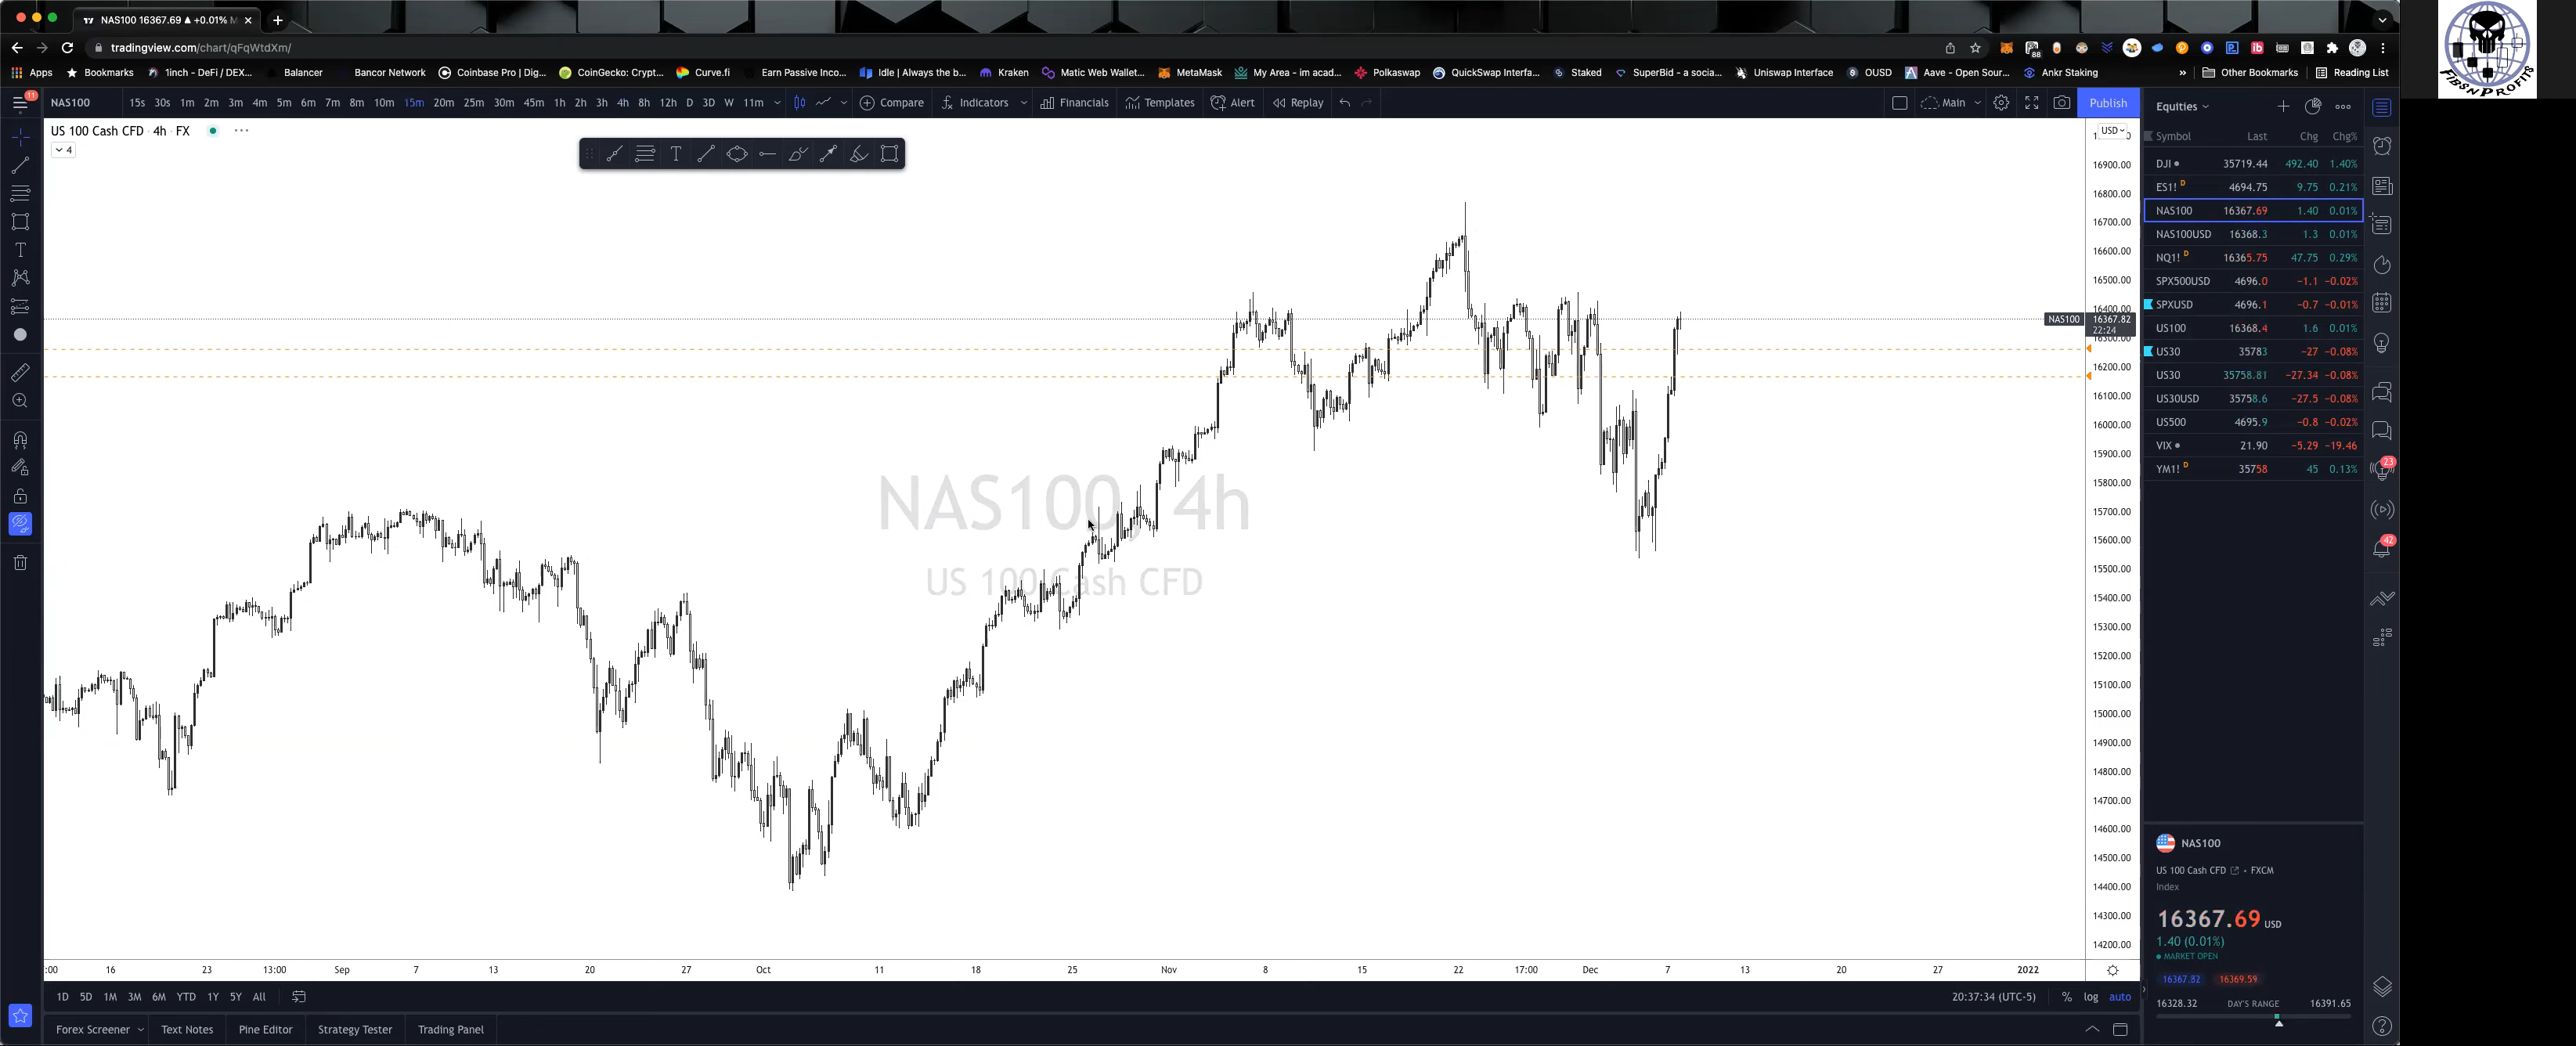 NAS100 16367.69 ▲ +0.01% M
tradingview.com/chart/qFqWtdXm/
88
Apps Bookmarks 1inch - DeFi / DEX... Balancer Bancor Network Coinbase Pro | Dig... CoinGecko: Crypt... Curve.fi Earn Passive Inco... Idle | Always the b... Kraken Matic Web Wallet... MetaMask My Area - im acad... Polkaswap QuickSwap Interfa... Staked SuperBid - a socia... Uniswap Interface OUSD Aave - Open Sour... Ankr Staking » Other Bookmarks Reading List
FIBSNPROFITS
11
NAS100 15s 30s 1m 2m 3m 4m 5m 6m 7m 8m 10m 15m 20m 25m 30m 45m 1h 2h 3h 4h 8h 12h D 3D W 11m Compare Indicators Financials Templates Alert Replay Main Publish
US 100 Cash CFD · 4h · FX
4
USD
16900.00
16800.00
16700.00
16600.00
16500.00
16400.00
NAS100 16367.82
22:24
16300.00
16200.00
16100.00
16000.00
15900.00
15800.00
15700.00
15600.00
15500.00
15400.00
15300.00
15200.00
15100.00
15000.00
14900.00
14800.00
14700.00
14600.00
14500.00
14400.00
14300.00
14200.00
NAS100, 4h
US 100 Cash CFD
:00 16 23 13:00 Sep 7 13 20 27 Oct 11 18 25 Nov 8 15 22 17:00 Dec 7 13 20 27 2022
1D 5D 1M 3M 6M YTD 1Y 5Y All
20:37:34 (UTC-5) % log auto
Forex Screener Text Notes Pine Editor Strategy Tester Trading Panel
Equities
Symbol Last Chg Chg%
DJI 35719.44 492.40 1.40%
ES1! D 4694.75 9.75 0.21%
NAS100 16367.69 1.40 0.01%
NAS100USD 16368.3 1.3 0.01%
NQ1! D 16365.75 47.75 0.29%
SPX500USD 4696.0 −1.1 −0.02%
SPXUSD 4696.1 −0.7 −0.01%
US100 16368.4 1.6 0.01%
US30 35783 −27 −0.08%
US30 35758.81 −27.34 −0.08%
US30USD 35758.6 −27.5 −0.08%
US500 4695.9 −0.8 −0.02%
VIX 21.90 −5.29 −19.46
YM1! D 35758 45 0.13%
23
42
NAS100
US 100 Cash CFD • FXCM
Index
16367.69 USD
1.40 (0.01%)
MARKET OPEN
16367.82 16369.59
16328.32 DAY'S RANGE 16391.65